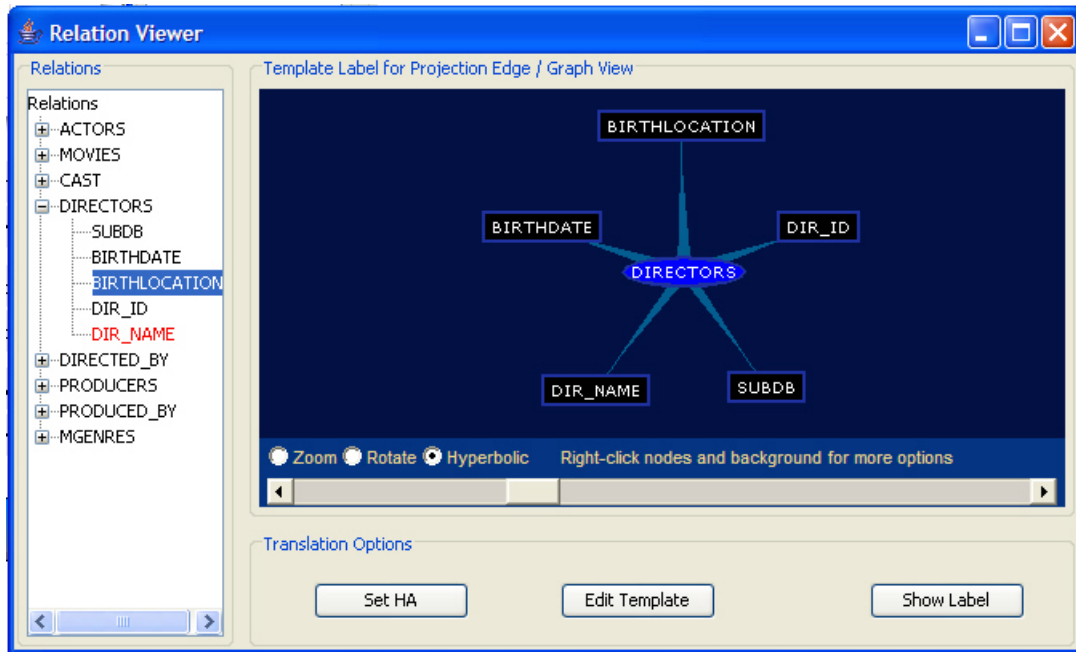 Relation Viewer
Relations
Relations
ACTORS
MOVIES
CAST
DIRECTORS
SUBDB
BIRTHDATE
BIRTHLOCATION
DIR_ID
DIR_NAME
DIRECTED_BY
PRODUCERS
PRODUCED_BY
MGENRES
Template Label for Projection Edge / Graph View
BIRTHLOCATION
BIRTHDATE
DIR_ID
DIRECTORS
DIR_NAME
SUBDB
Zoom Rotate Hyperbolic Right-click nodes and background for more options
Translation Options
Set HA Edit Template Show Label